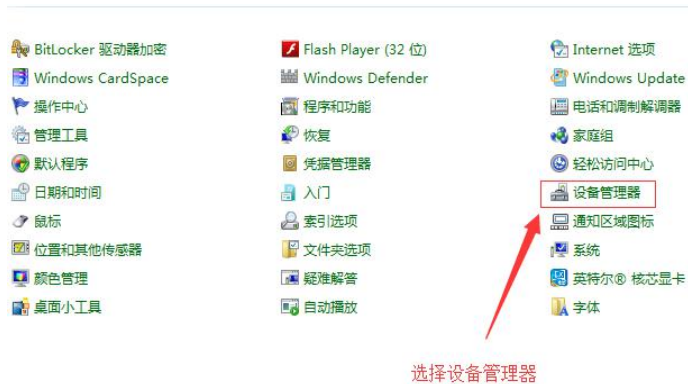 BitLocker 驱动器加密 Flash Player (32 位) Internet 选项
Windows CardSpace Windows Defender Windows Update
操作中心 程序和功能 电话和调制解调器
管理工具 恢复 家庭组
默认程序 凭据管理器 轻松访问中心
日期和时间 入门 设备管理器
鼠标 索引选项 通知区域图标
位置和其他传感器 文件夹选项 系统
颜色管理 疑难解答 英特尔® 核芯显卡
桌面小工具 自动播放 字体
选择设备管理器